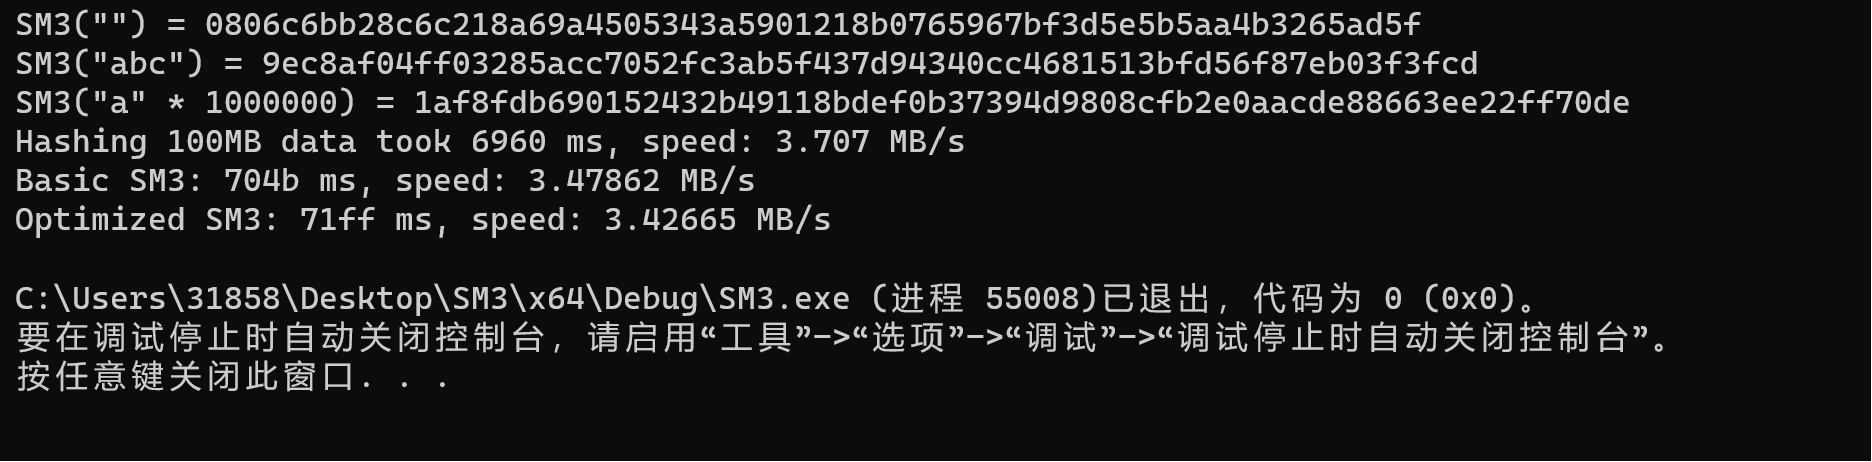 SM3("") = 0806c6bb28c6c218a69a4505343a5901218b0765967bf3d5e5b5aa4b3265ad5f
SM3("abc") = 9ec8af04ff03285acc7052fc3ab5f437d94340cc4681513bfd56f87eb03f3fcd
SM3("a" * 1000000) = 1af8fdb690152432b49118bdef0b37394d9808cfb2e0aacde88663ee22ff70de
Hashing 100MB data took 6960 ms, speed: 3.707 MB/s
Basic SM3: 704b ms, speed: 3.47862 MB/s
Optimized SM3: 71ff ms, speed: 3.42665 MB/s
C:\Users\31858\Desktop\SM3\x64\Debug\SM3.exe (进程 55008)已退出，代码为 0 (0x0)。
要在调试停止时自动关闭控制台，请启用“工具”->“选项”->“调试”->“调试停止时自动关闭控制台”。
按任意键关闭此窗口. . .